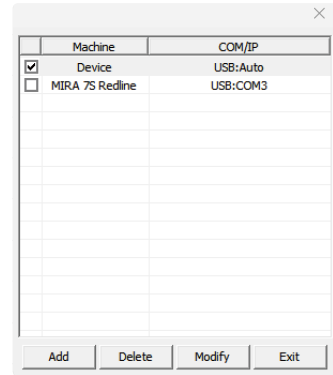 Machine COM/IP
Device USB:Auto
MIRA 7S Redline USB:COM3
Add Delete Modify Exit